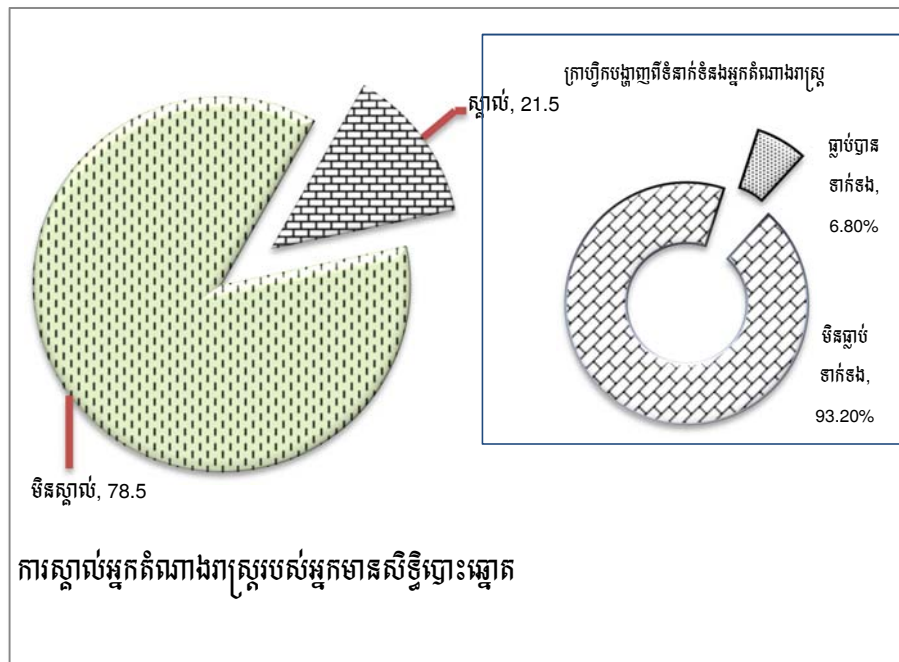 ស្គាល់, 21.5
មិនស្គាល់, 78.5
ក្រាហ្វិកបង្ហាញពីទំនាក់ទំនងអ្នកតំណាងរាស្ត្រ
ធ្លាប់បាន
ទាក់ទង,
6.80%
មិនធ្លាប់
ទាក់ទង,
93.20%
ការស្គាល់អ្នកតំណាងរាស្ត្ររបស់អ្នកមានសិទ្ធិបោះឆ្នោត